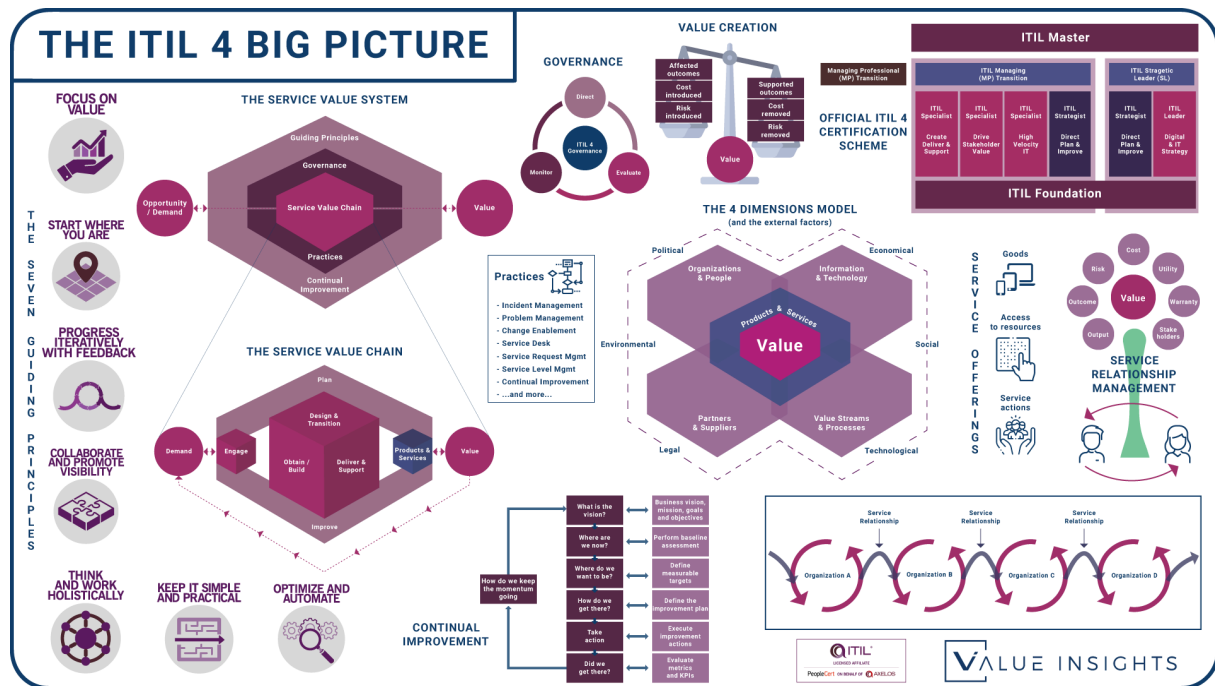 THE ITIL 4 BIG PICTURE
FOCUS ON
VALUE
START WHERE
YOU ARE
PROGRESS
ITERATIVELY
WITH FEEDBACK
COLLABORATE
AND PROMOTE
VISIBILITY
THINK
AND WORK
HOLISTICALLY
KEEP IT SIMPLE
AND PRACTICAL
OPTIMIZE AND
AUTOMATE
THE SEVEN GUIDING PRINCIPLES
THE SERVICE VALUE SYSTEM
Guiding Principles
Governance
Opportunity
/ Demand
Service Value Chain
Value
Practices
Continual
Improvement
THE SERVICE VALUE CHAIN
Plan
Design &
Transition
Demand
Engage
Obtain /
Build
Deliver &
Support
Products &
Services
Value
Improve
GOVERNANCE
Direct
ITIL 4
Governance
Monitor
Evaluate
VALUE CREATION
Affected
outcomes
Cost
introduced
Risk
introduced
Supported
outcomes
Cost
removed
Risk
removed
Value
Managing Professional
(MP) Transition
OFFICIAL ITIL 4
CERTIFICATION
SCHEME
ITIL Master
ITIL Managing
(MP) Transition
ITIL Stragetic
Leader (SL)
ITIL
Specialist
Create
Deliver &
Support
ITIL
Specialist
Drive
Stakeholder
Value
ITIL
Specialist
High
Velocity
IT
ITIL
Strategist
Direct
Plan &
Improve
ITIL
Strategist
Direct
Plan &
Improve
ITIL
Leader
Digital
& IT
Strategy
ITIL Foundation
Practices
- Incident Management
- Problem Management
- Change Enablement
- Service Desk
- Service Request Mgmt
- Service Level Mgmt
- Continual Improvement
- ...and more...
THE 4 DIMENSIONS MODEL
(and the external factors)
Political
Economical
Organizations
& People
Information
& Technology
Products & Services
Environmental
Value
Social
Partners
& Suppliers
Value Streams
& Processes
Legal
Technological
SERVICE OFFERINGS
Goods
Access
to resources
Service
actions
Cost
Risk
Utility
Outcome
Value
Warranty
Output
Stake
holders
SERVICE
RELATIONSHIP
MANAGEMENT
CONTINUAL
IMPROVEMENT
How do we keep
the momentum
going
What is
the vision?
Business vision,
mission, goals
and objectives
Where are
we now?
Perform baseline
assessment
Where do we
want to be?
Define
measurable
targets
How do we
get there?
Define the
improvement plan
Take
action
Execute
improvement
actions
Did we
get there?
Evaluate
metrics
and KPIs
Service
Relationship
Service
Relationship
Service
Relationship
Organization A
Organization B
Organization C
Organization D
ITIL®
LICENSED AFFILIATE
PeopleCert ON BEHALF OF AXELOS
VALUE INSIGHTS